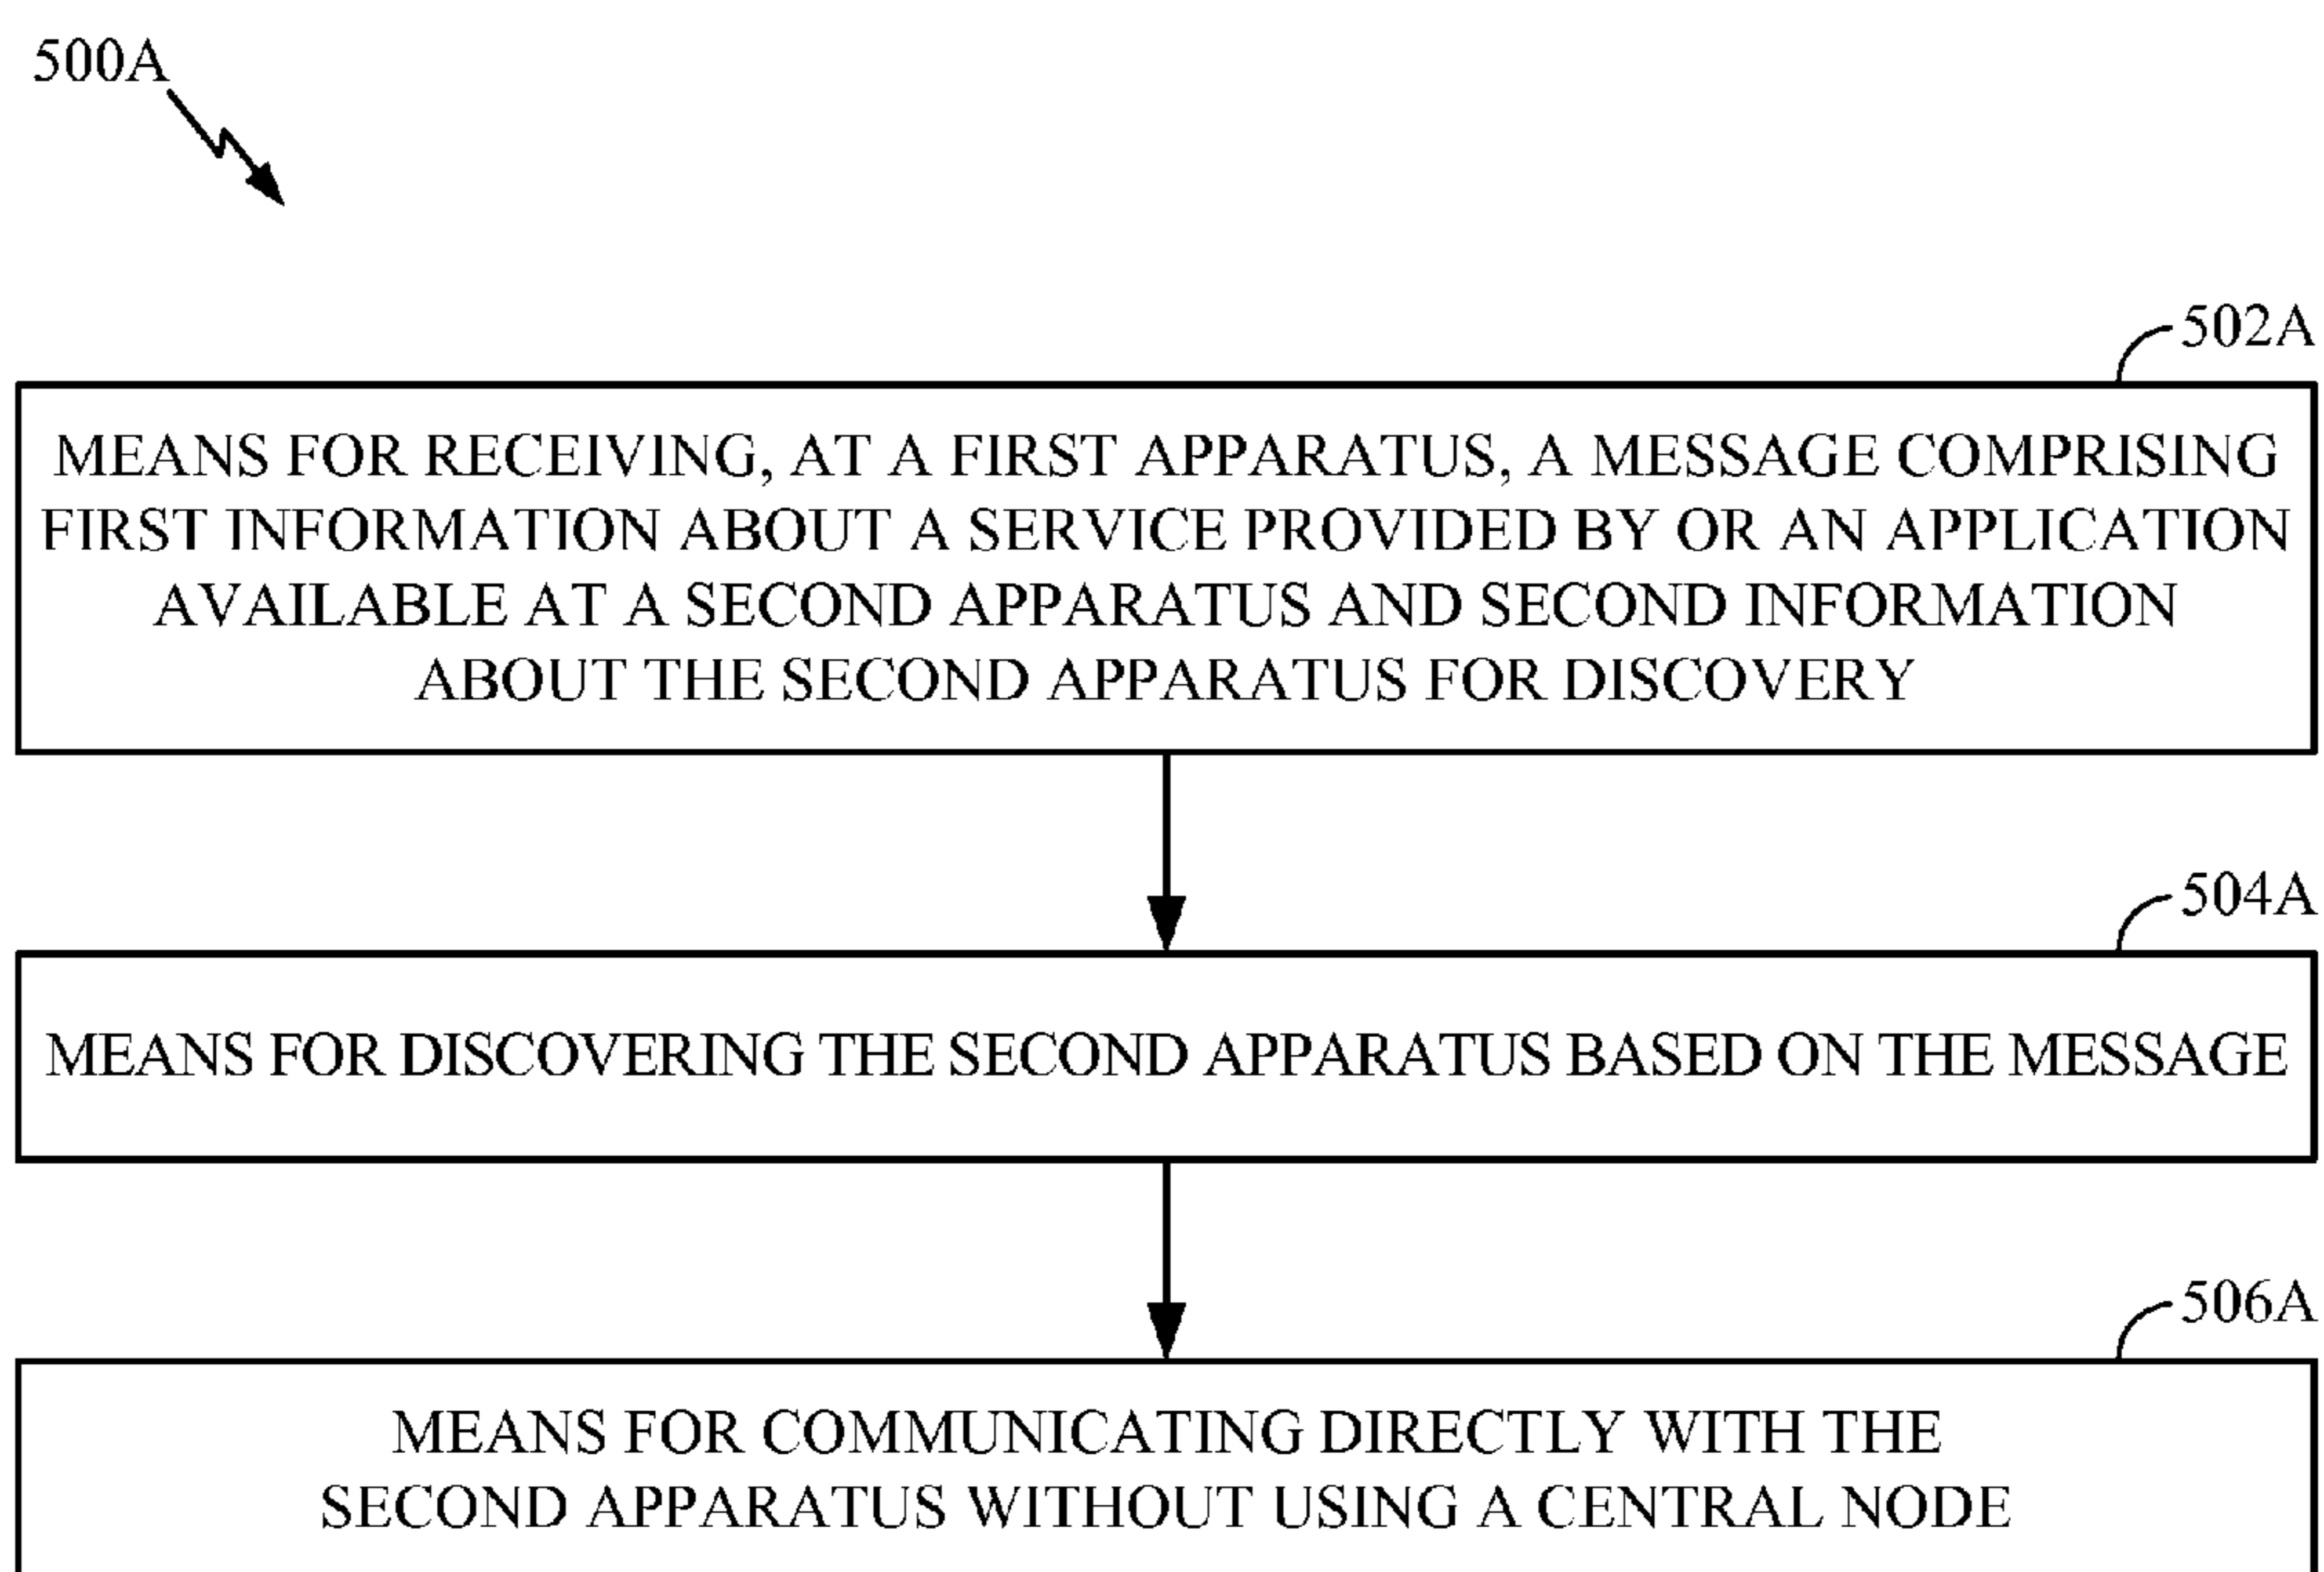 500A
502A
MEANS FOR RECEIVING, AT A FIRST APPARATUS, A MESSAGE COMPRISING
FIRST INFORMATION ABOUT A SERVICE PROVIDED BY OR AN APPLICATION
AVAILABLE AT A SECOND APPARATUS AND SECOND INFORMATION
ABOUT THE SECOND APPARATUS FOR DISCOVERY
504A
MEANS FOR DISCOVERING THE SECOND APPARATUS BASED ON THE MESSAGE
506A
MEANS FOR COMMUNICATING DIRECTLY WITH THE
SECOND APPARATUS WITHOUT USING A CENTRAL NODE